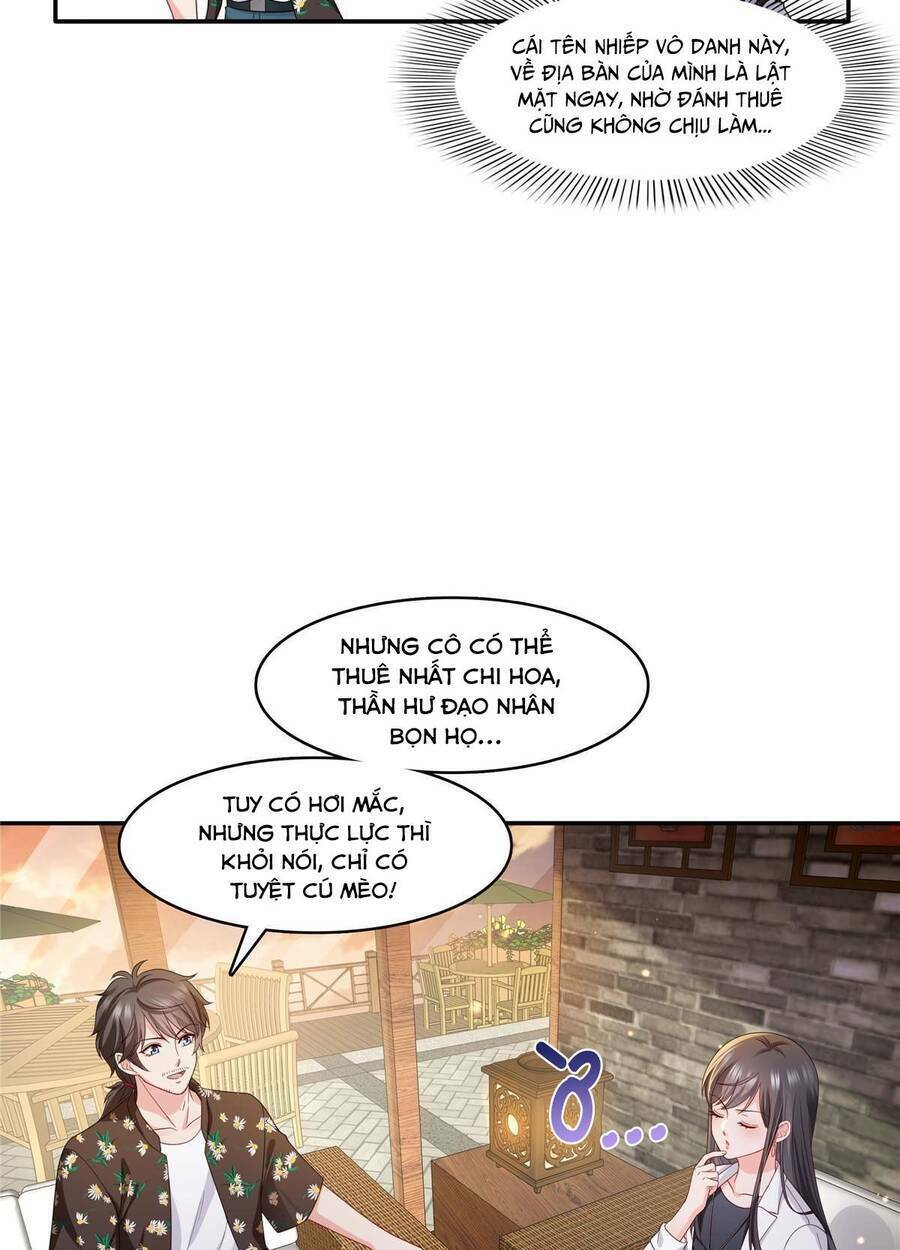 CÁI TÊN NHIẾP VÔ DANH NÀY,
VỀ ĐỊA BÀN CỦA MÌNH LÀ LẬT
MẶT NGAY, NHỜ ĐÁNH THUÊ
CŨNG KHÔNG CHỊU LÀM...
NHƯNG CÔ CÓ THỂ
THUÊ NHẤT CHI HOA,
THẦN HƯ ĐẠO NHÂN
BỌN HỌ...
TUY CÓ HƠI MẮC,
NHƯNG THỰC LỰC THÌ
KHỎI NÓI, CHỈ CÓ
TUYỆT CÚ MÈO!
Ờ...